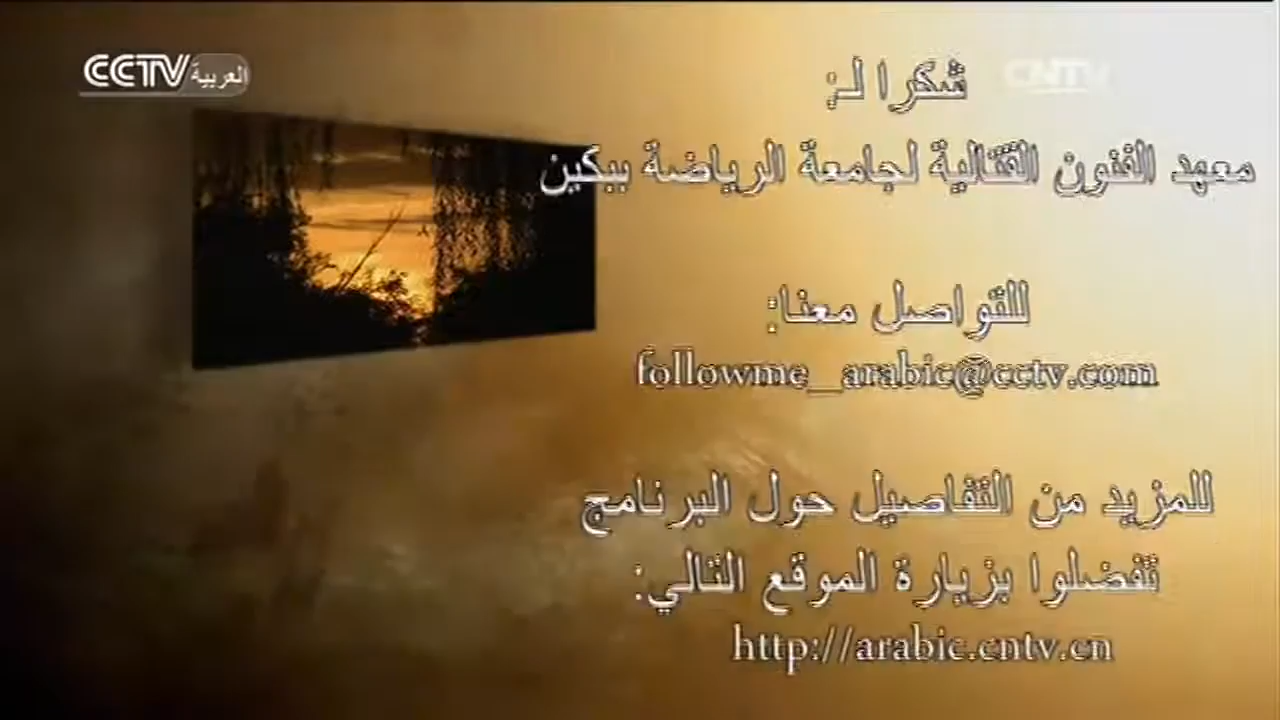 CCTV العربية
CNTV
شكرا لـ:
معهد الفنون القتالية لجامعة الرياضة ببكين
للتواصل معنا:
followme_arabic@cctv.com
للمزيد من التفاصيل حول البرنامج
تفضلوا بزيارة الموقع التالي:
http://arabic.cntv.cn